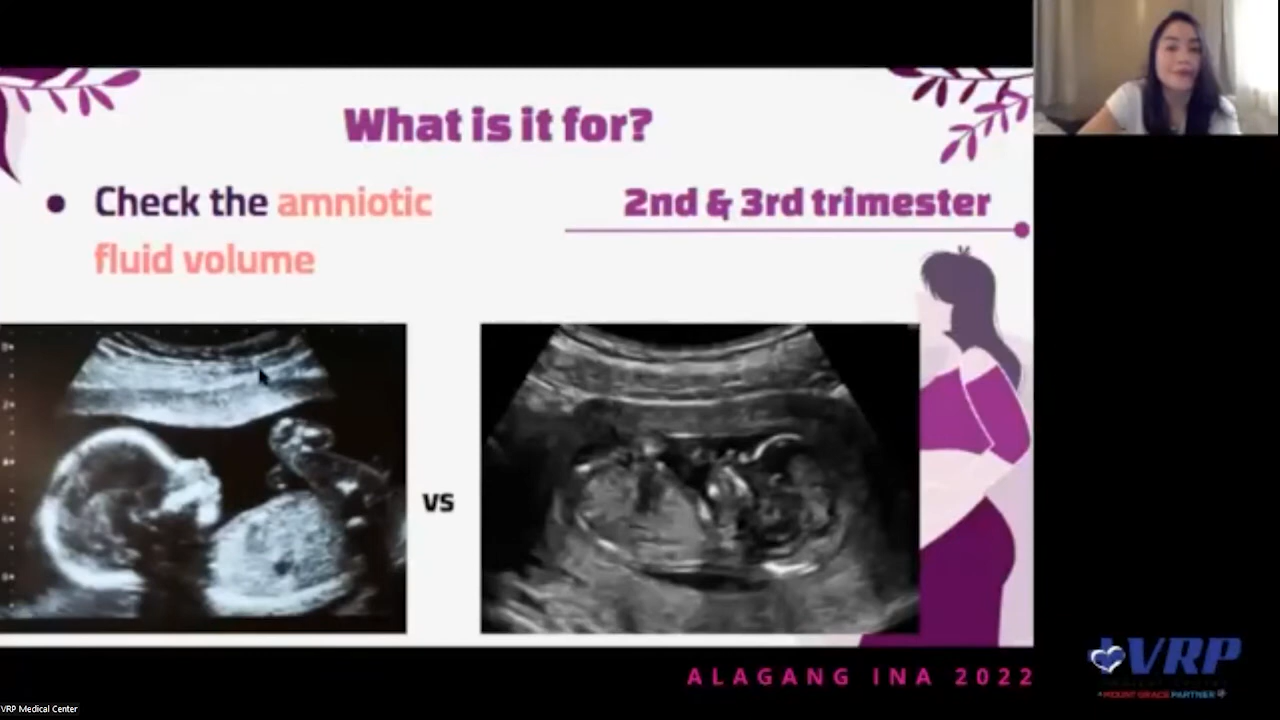 What is it for?
Check the amniotic
fluid volume
2nd & 3rd trimester
vs
ALAGANG INA 2022
VRP
A MOUNT GRACE PARTNER
VRP Medical Center